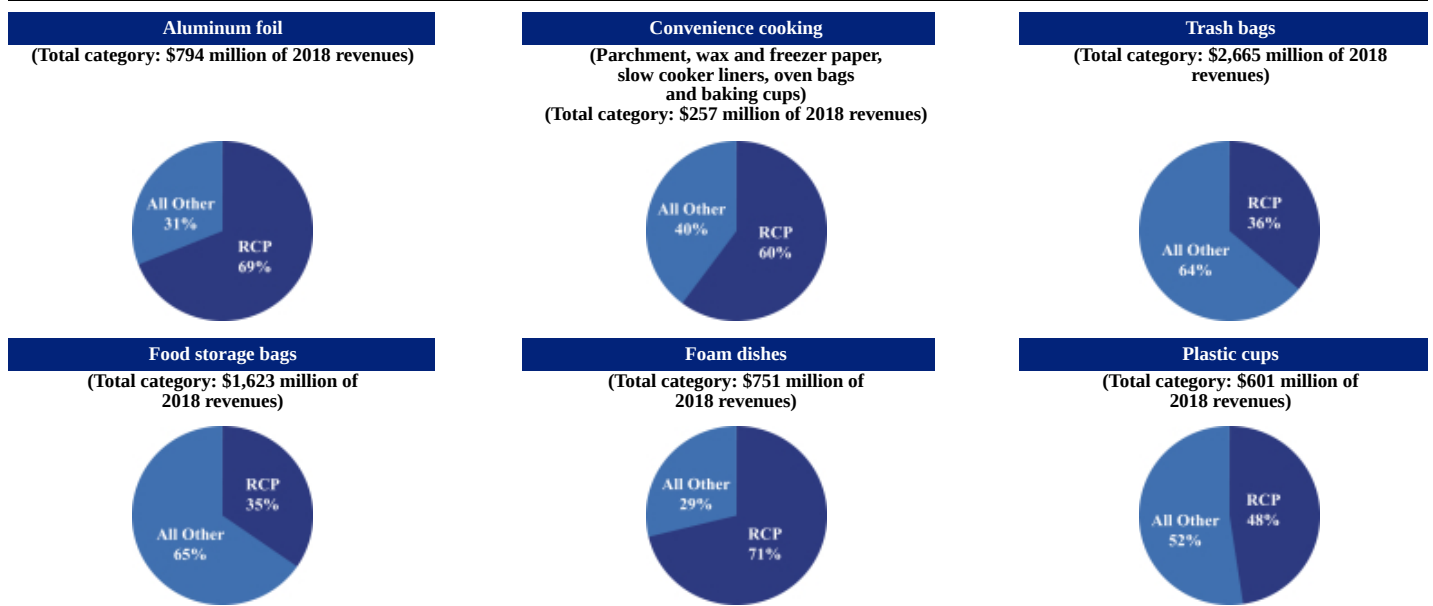 Aluminum foil
(Total category: $794 million of 2018 revenues)
All Other
31%
RCP
69%
Convenience cooking
(Parchment, wax and freezer paper,
slow cooker liners, oven bags
and baking cups)
(Total category: $257 million of 2018 revenues)
All Other
40%
RCP
60%
Trash bags
(Total category: $2,665 million of 2018
revenues)
RCP
36%
All Other
64%
Food storage bags
(Total category: $1,623 million of
2018 revenues)
RCP
35%
All Other
65%
Foam dishes
(Total category: $751 million of
2018 revenues)
All Other
29%
RCP
71%
Plastic cups
(Total category: $601 million of
2018 revenues)
RCP
48%
All Other
52%